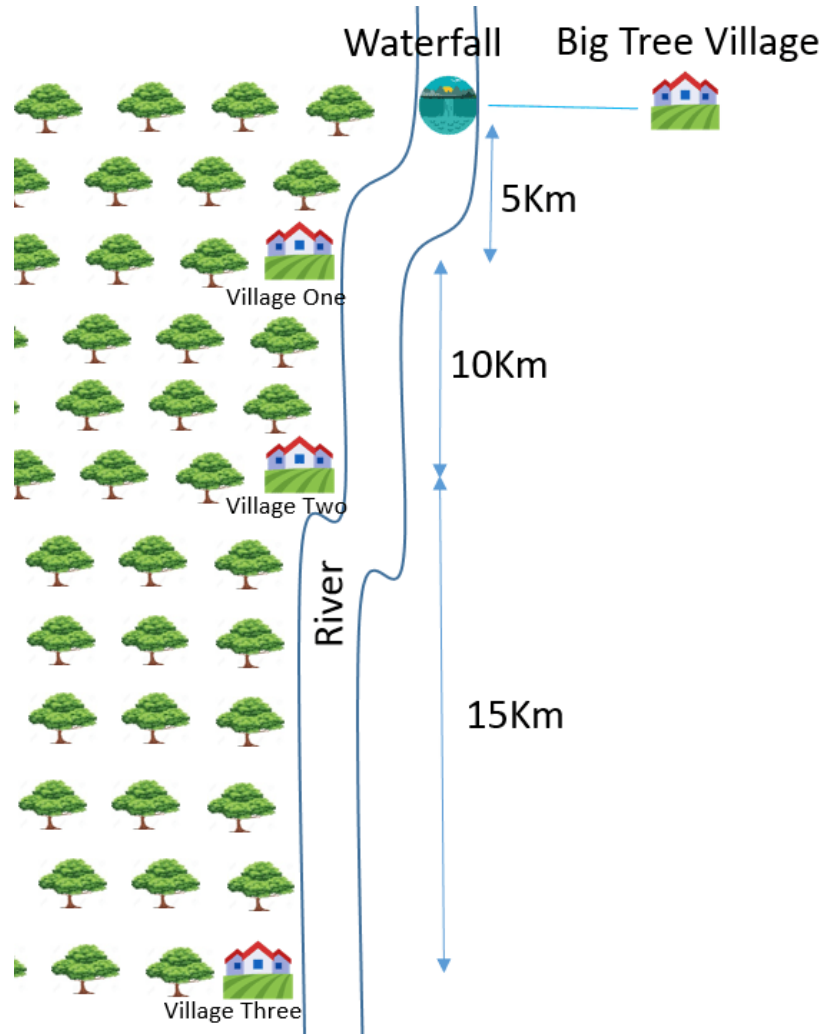 Waterfall
Big Tree Village
5Km
Village One
10Km
Village Two
River
15Km
Village Three